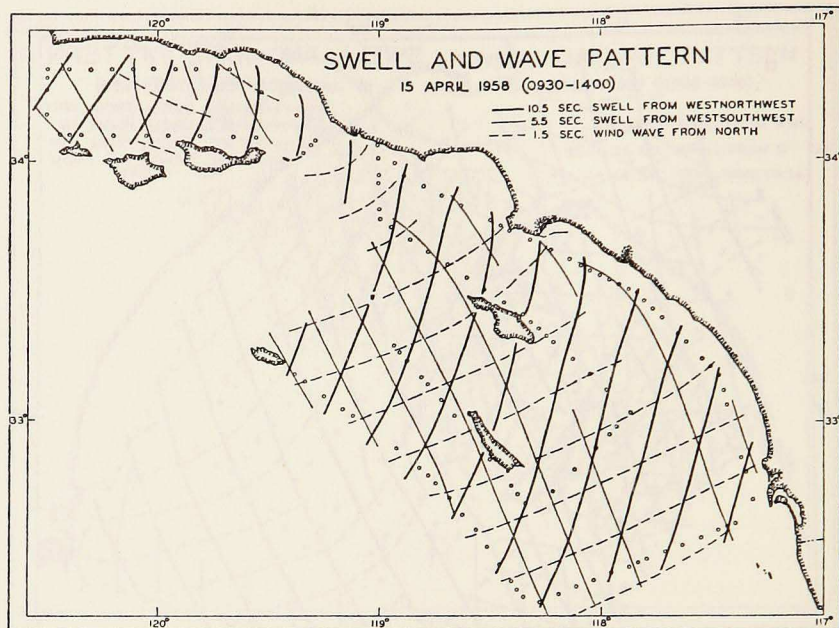 120°
119°
118°
117°
SWELL AND WAVE PATTERN
15 APRIL 1958 (0930-1400)
10.5 SEC. SWELL FROM WESTNORTHWEST
5.5 SEC. SWELL FROM WESTSOUTHWEST
1.5 SEC. WIND WAVE FROM NORTH
34°
34°
33°
33°
120°
119°
118°
117°